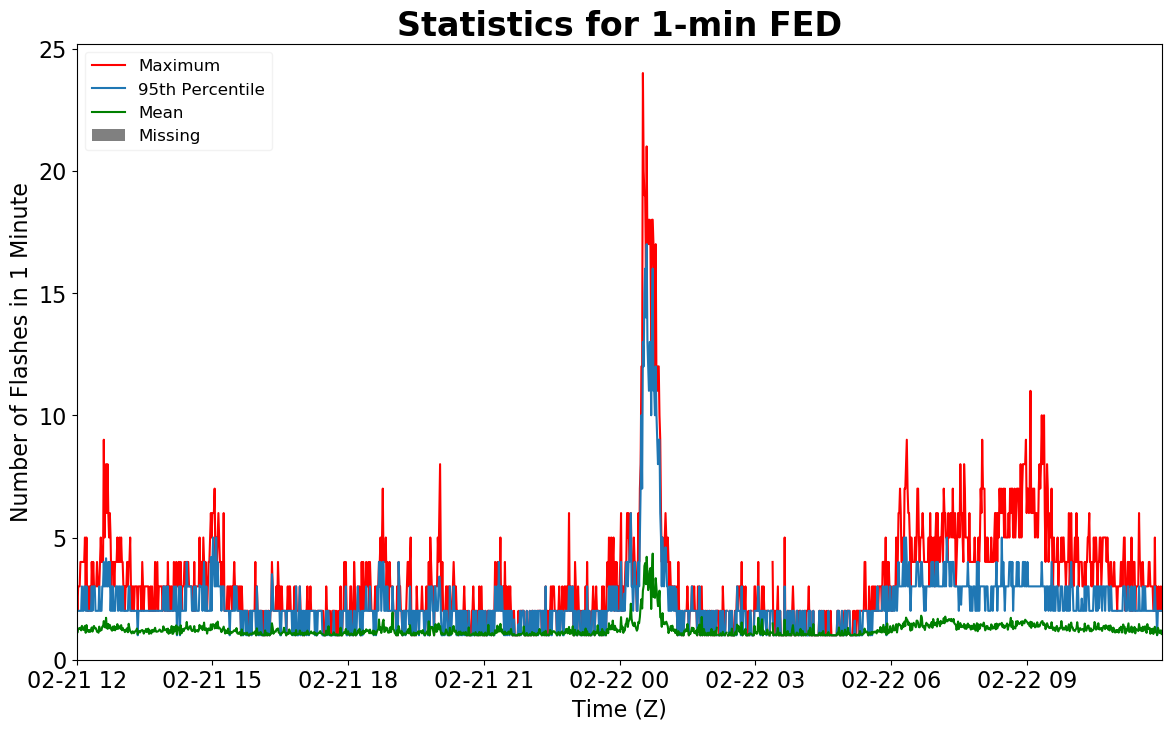 Statistics for 1-min FED
Number of Flashes in 1 Minute
25
20
15
10
5
0
Maximum
95th Percentile
Mean
Missing
02-21 12
02-21 15
02-21 18
02-21 21
02-22 00
02-22 03
02-22 06
02-22 09
Time (Z)